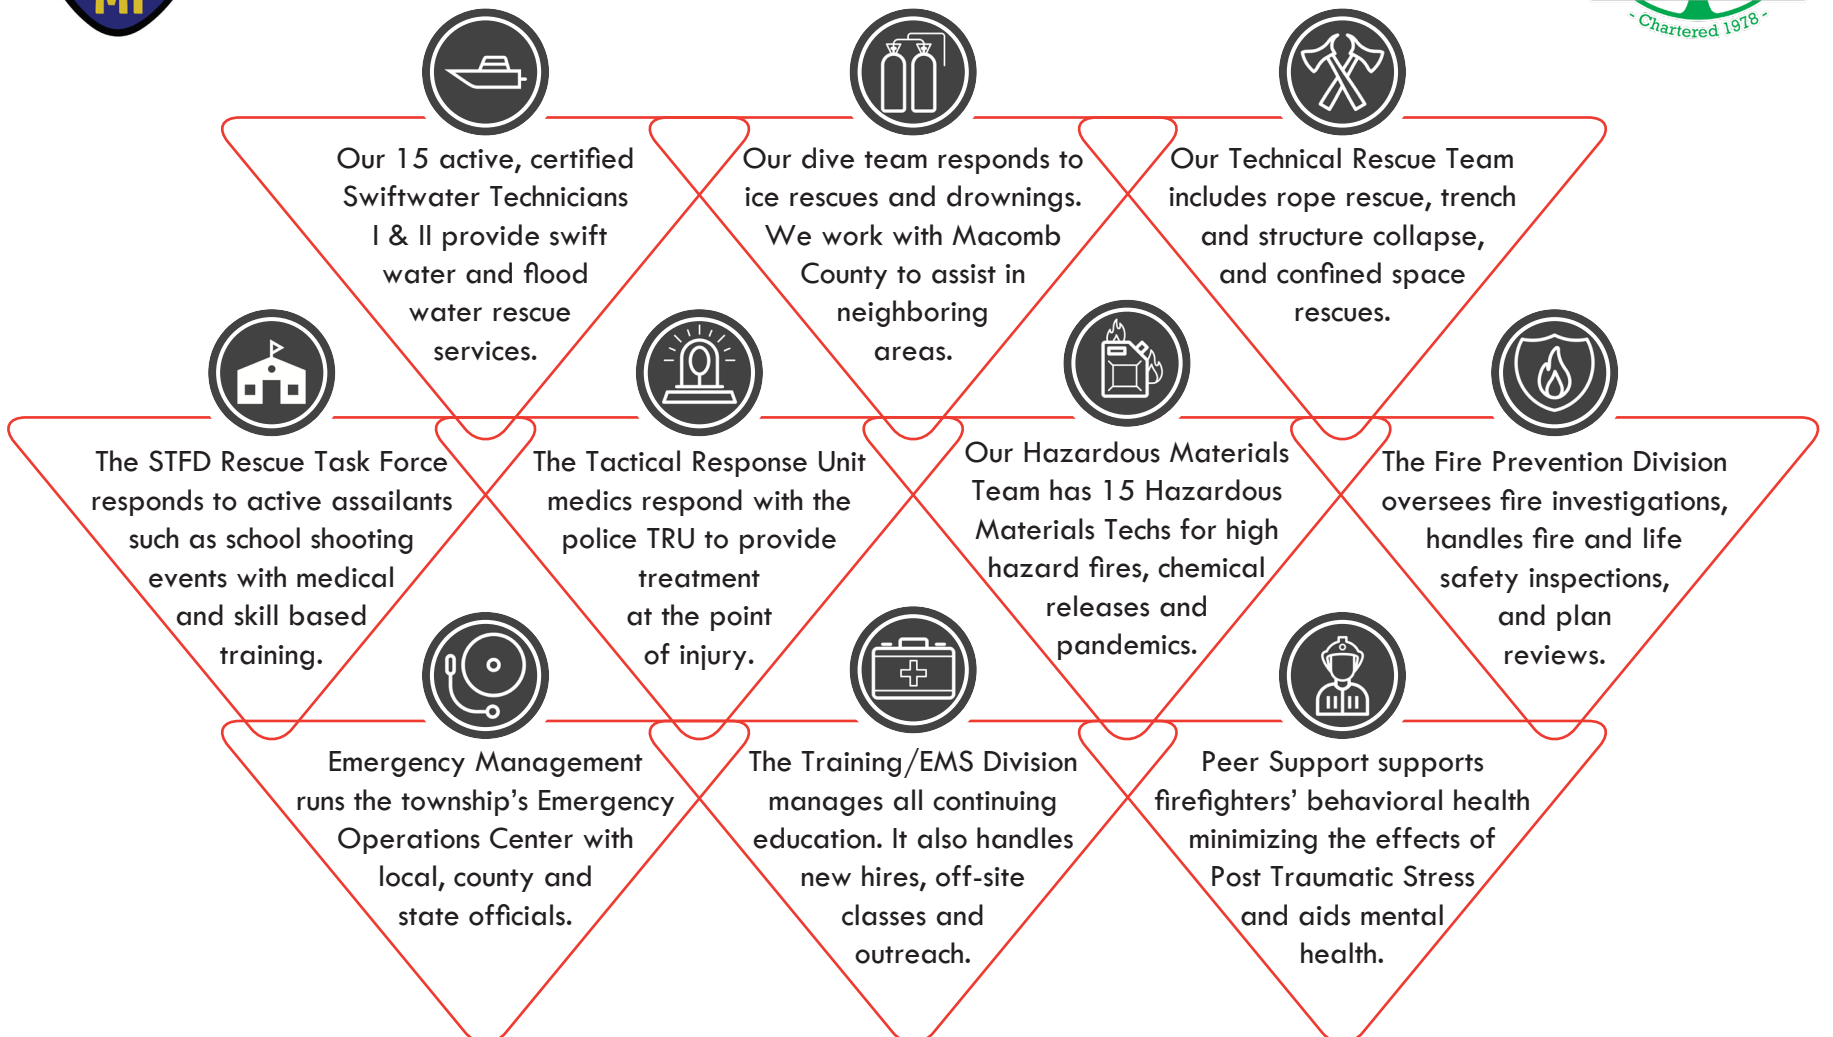 MI
- Chartered 1978 -
Our 15 active, certified
Swiftwater Technicians
I & II provide swift
water and flood
water rescue
services.
Our dive team responds to
ice rescues and drownings.
We work with Macomb
County to assist in
neighboring
areas.
Our Technical Rescue Team
includes rope rescue, trench
and structure collapse,
and confined space
rescues.
The STFD Rescue Task Force
responds to active assailants
such as school shooting
events with medical
and skill based
training.
The Tactical Response Unit
medics respond with the
police TRU to provide
treatment
at the point
of injury.
Our Hazardous Materials
Team has 15 Hazardous
Materials Techs for high
hazard fires, chemical
releases and
pandemics.
The Fire Prevention Division
oversees fire investigations,
handles fire and life
safety inspections,
and plan
reviews.
Emergency Management
runs the township’s Emergency
Operations Center with
local, county and
state officials.
The Training/EMS Division
manages all continuing
education. It also handles
new hires, off-site
classes and
outreach.
Peer Support supports
firefighters’ behavioral health
minimizing the effects of
Post Traumatic Stress
and aids mental
health.